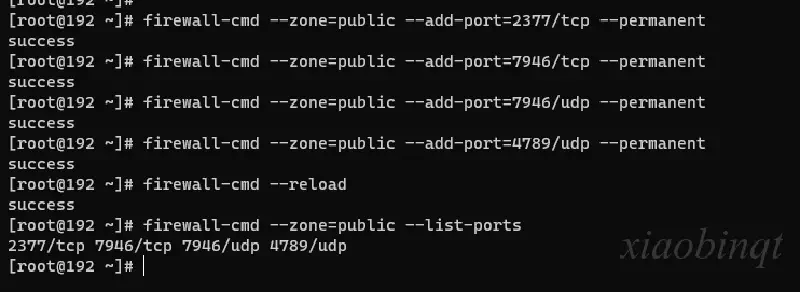 [root@192 ~]#
[root@192 ~]# firewall-cmd --zone=public --add-port=2377/tcp --permanent
success
[root@192 ~]# firewall-cmd --zone=public --add-port=7946/tcp --permanent
success
[root@192 ~]# firewall-cmd --zone=public --add-port=7946/udp --permanent
success
[root@192 ~]# firewall-cmd --zone=public --add-port=4789/udp --permanent
success
[root@192 ~]# firewall-cmd --reload
success
[root@192 ~]# firewall-cmd --zone=public --list-ports
2377/tcp 7946/tcp 7946/udp 4789/udp
[root@192 ~]#
xiaobinqt